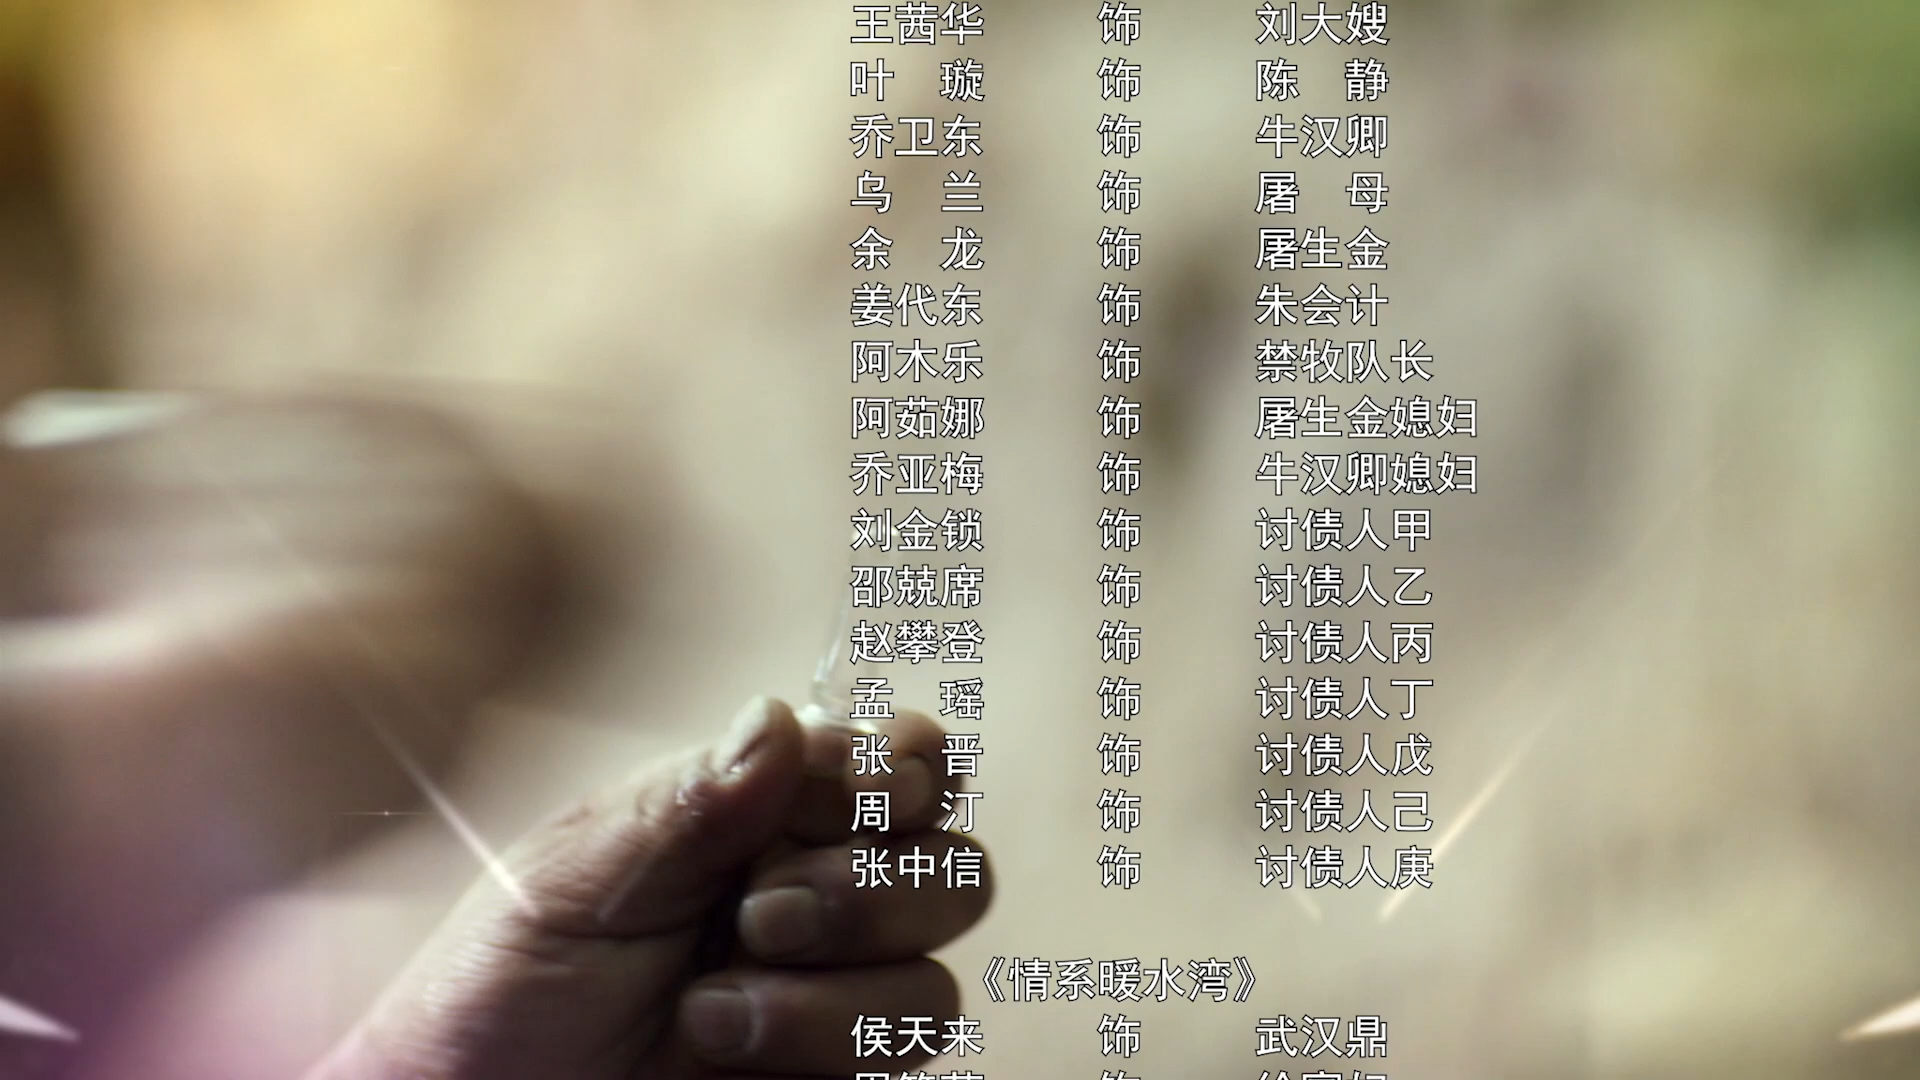 王茜华 饰 刘大嫂
叶璇 饰 陈静
乔卫东 饰 牛汉卿
乌兰 饰 屠母
余龙 饰 屠生金
姜代东 饰 朱会计
阿木乐 饰 禁牧队长
阿茹娜 饰 屠生金媳妇
乔亚梅 饰 牛汉卿媳妇
刘金锁 饰 讨债人甲
邵兢席 饰 讨债人乙
赵攀登 饰 讨债人丙
孟瑶 饰 讨债人丁
张晋 饰 讨债人戊
周汀 饰 讨债人己
张中信 饰 讨债人庚
《情系暖水湾》
侯天来 饰 武汉鼎